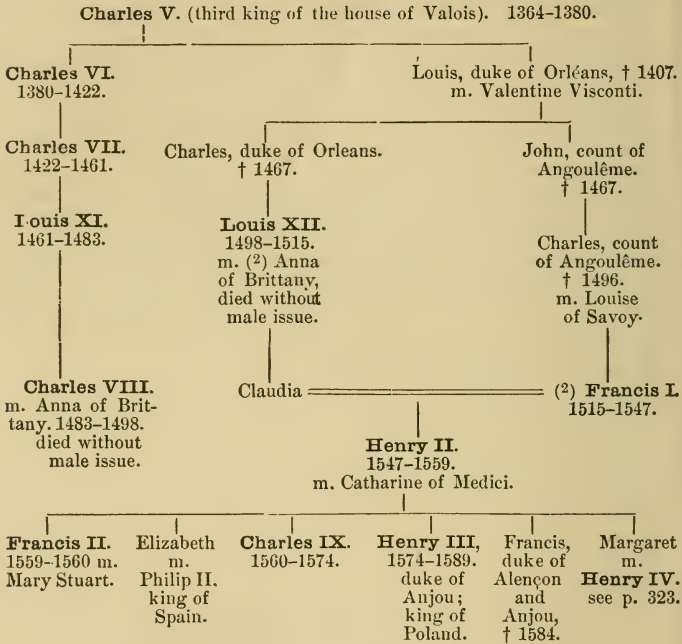 Charles V. (third king of the house of Valois). 1364-1380.
Charles VI.
1380-1422.
Louis, duke of Orléans, † 1407.
m. Valentine Visconti.
Charles VII.
1422-1461.
Charles, duke of Orleans.
† 1467.
John, count of
Angoulême.
† 1467.
Louis XI.
1461-1483.
Louis XII.
1498-1515.
m. (2) Anna
of Brittany,
died without
male issue.
Charles, count
of Angoulême.
† 1496.
m. Louise
of Savoy.
Charles VIII.
m. Anna of Brit-
tany. 1483-1498.
died without
male issue.
Claudia
(2) Francis I.
1515-1547.
Henry II.
1547-1559.
m. Catharine of Medici.
Francis II.
1559-1560 m.
Mary Stuart.
Elizabeth
m.
Philip II.
king of
Spain.
Charles IX.
1560-1574.
Henry III,
1574-1589.
duke of
Anjou;
king of
Poland.
Francis,
duke of
Alençon
and
Anjou,
† 1584.
Margaret
m.
Henry IV.
see p. 323.